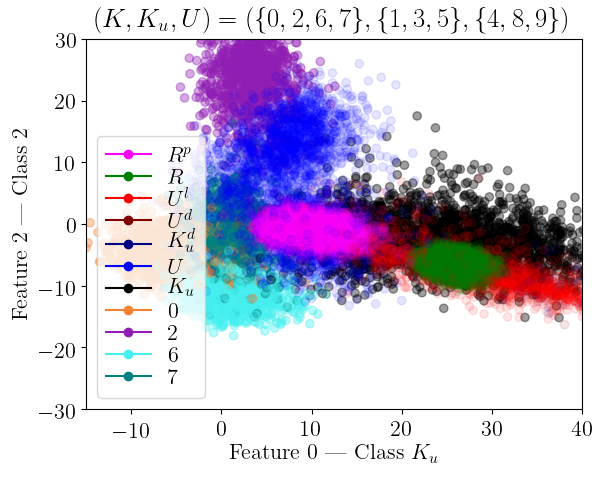 (K, K_u, U) = ({0, 2, 6, 7}, {1, 3, 5}, {4, 8, 9})
30
20
10
0
−10
−20
−30
Feature 2 — Class 2
R^p
R
U^l
U^d
K_u^d
U
K_u
0
2
6
7
−10
0
10
20
30
40
Feature 0 — Class K_u